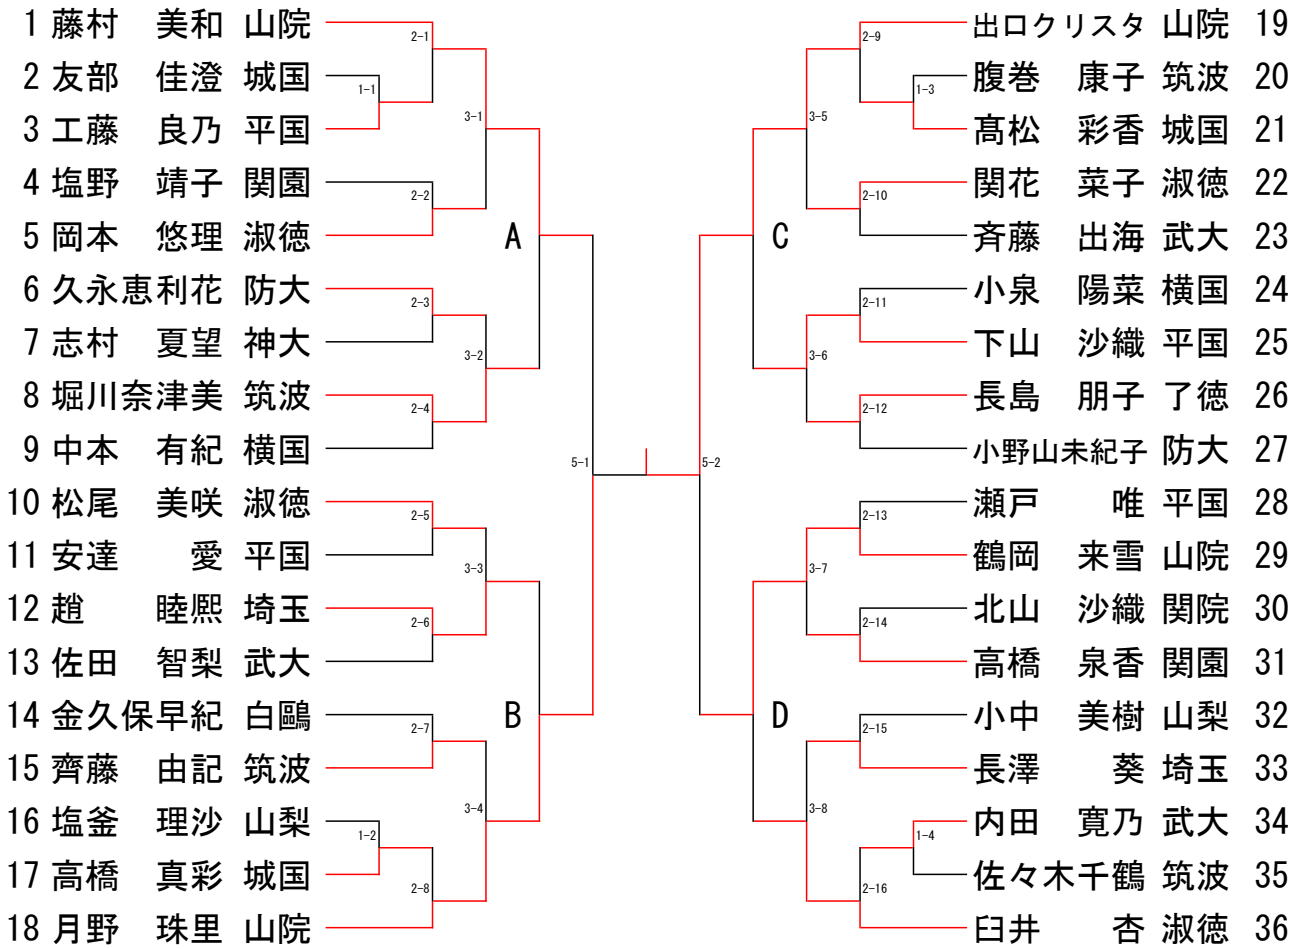 1 藤村 美和 山院
2 友部 佳澄 城国
3 工藤 良乃 平国
4 塩野 靖子 関園
5 岡本 悠理 淑徳
6 久永恵利花 防大
7 志村 夏望 神大
8 堀川奈津美 筑波
9 中本 有紀 横国
10 松尾 美咲 淑徳
11 安達 愛 平国
12 趙 睦熈 埼玉
13 佐田 智梨 武大
14 金久保早紀 白鷗
15 齊藤 由記 筑波
16 塩釜 理沙 山梨
17 高橋 真彩 城国
18 月野 珠里 山院
2-1
1-1
3-1
2-2
A
2-3
3-2
2-4
5-1
2-5
3-3
2-6
B
2-7
3-4
1-2
2-8
2-9
1-3
3-5
2-10
C
2-11
3-6
2-12
5-2
2-13
3-7
2-14
D
2-15
3-8
1-4
2-16
出口クリスタ 山院 19
腹巻 康子 筑波 20
髙松 彩香 城国 21
関花 菜子 淑徳 22
斉藤 出海 武大 23
小泉 陽菜 横国 24
下山 沙織 平国 25
長島 朋子 了徳 26
小野山未紀子 防大 27
瀬戸 唯 平国 28
鶴岡 来雪 山院 29
北山 沙織 関院 30
高橋 泉香 関園 31
小中 美樹 山梨 32
長澤 葵 埼玉 33
内田 寛乃 武大 34
佐々木千鶴 筑波 35
臼井 杏 淑徳 36